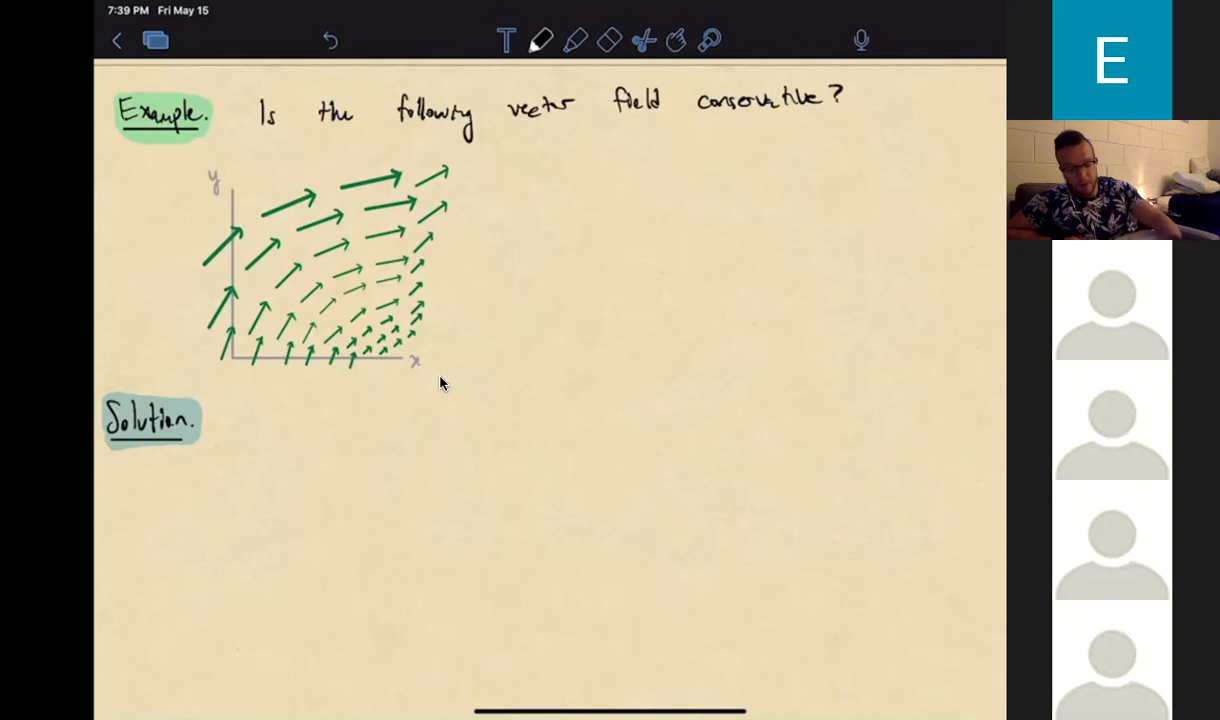 7:39 PM Fri May 15
T
E
Example. Is the following vector field conservative?
y
x
Solution.